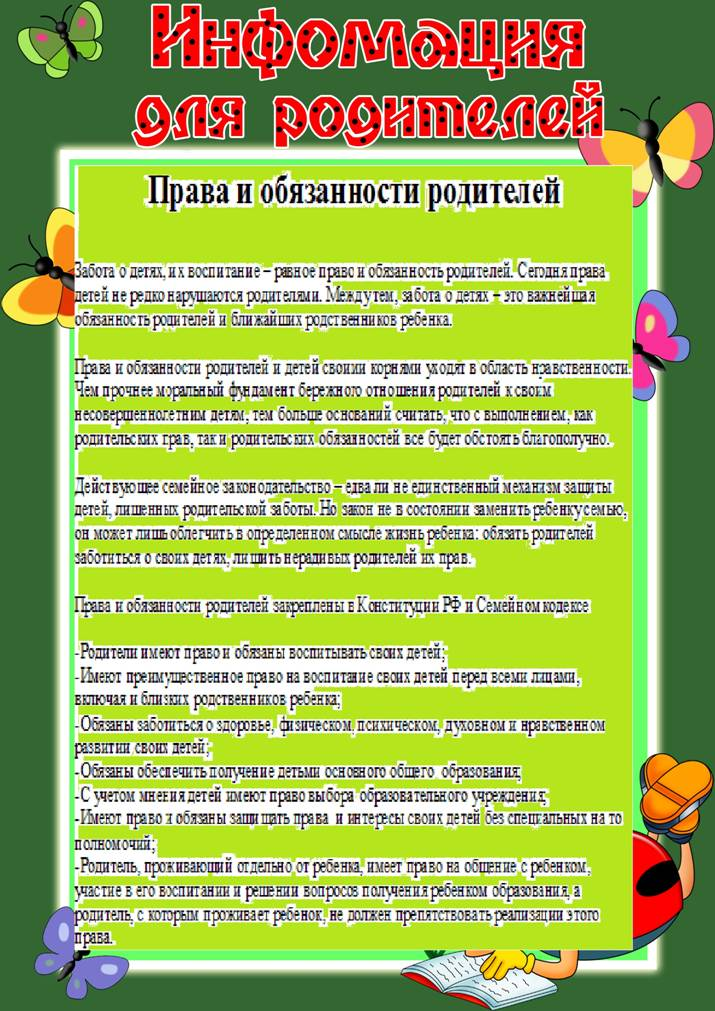 Инфомация
для родителей
Права и обязанности родителей
Забота о детях, их воспитание – равное право и обязанность родителей. Сегодня права
детей не редко нарушаются родителями. Между тем, забота о детях – это важнейшая
обязанность родителей и ближайших родственников ребенка.
Права и обязанности родителей и детей своими корнями уходят в область нравственности.
Чем прочнее моральный фундамент бережного отношения родителей к своим
несовершеннолетним детям, тем больше оснований считать, что с выполнением, как
родительских прав, так и родительских обязанностей все будет обстоять благополучно.
Действующее семейное законодательство – едва ли не единственный механизм защиты
детей, лишенных родительской заботы. Но закон не в состоянии заменить ребенку семью,
он может лишь облегчить в определенном смысле жизнь ребенка: обязать родителей
заботиться о своих детях, лишить нерадивых родителей их прав.
Права и обязанности родителей закреплены в Конституции РФ и Семейном кодексе
-Родители имеют право и обязаны воспитывать своих детей;
-Имеют преимущественное право на воспитание своих детей перед всеми лицами,
включая и близких родственников ребенка;
-Обязаны заботиться о здоровье, физическом, психическом, духовном и нравственном
развитии своих детей;
-Обязаны обеспечить получение детьми основного общего образования;
-С учетом мнения детей имеют право выбора образовательного учреждения;
-Имеют право и обязаны защищать права и интересы своих детей без специальных на то
полномочий;
-Родитель, проживающий отдельно от ребенка, имеет право на общение с ребенком,
участие в его воспитании и решении вопросов получения ребенком образования, а
родитель, с которым проживает ребенок, не должен препятствовать реализации этого
права.